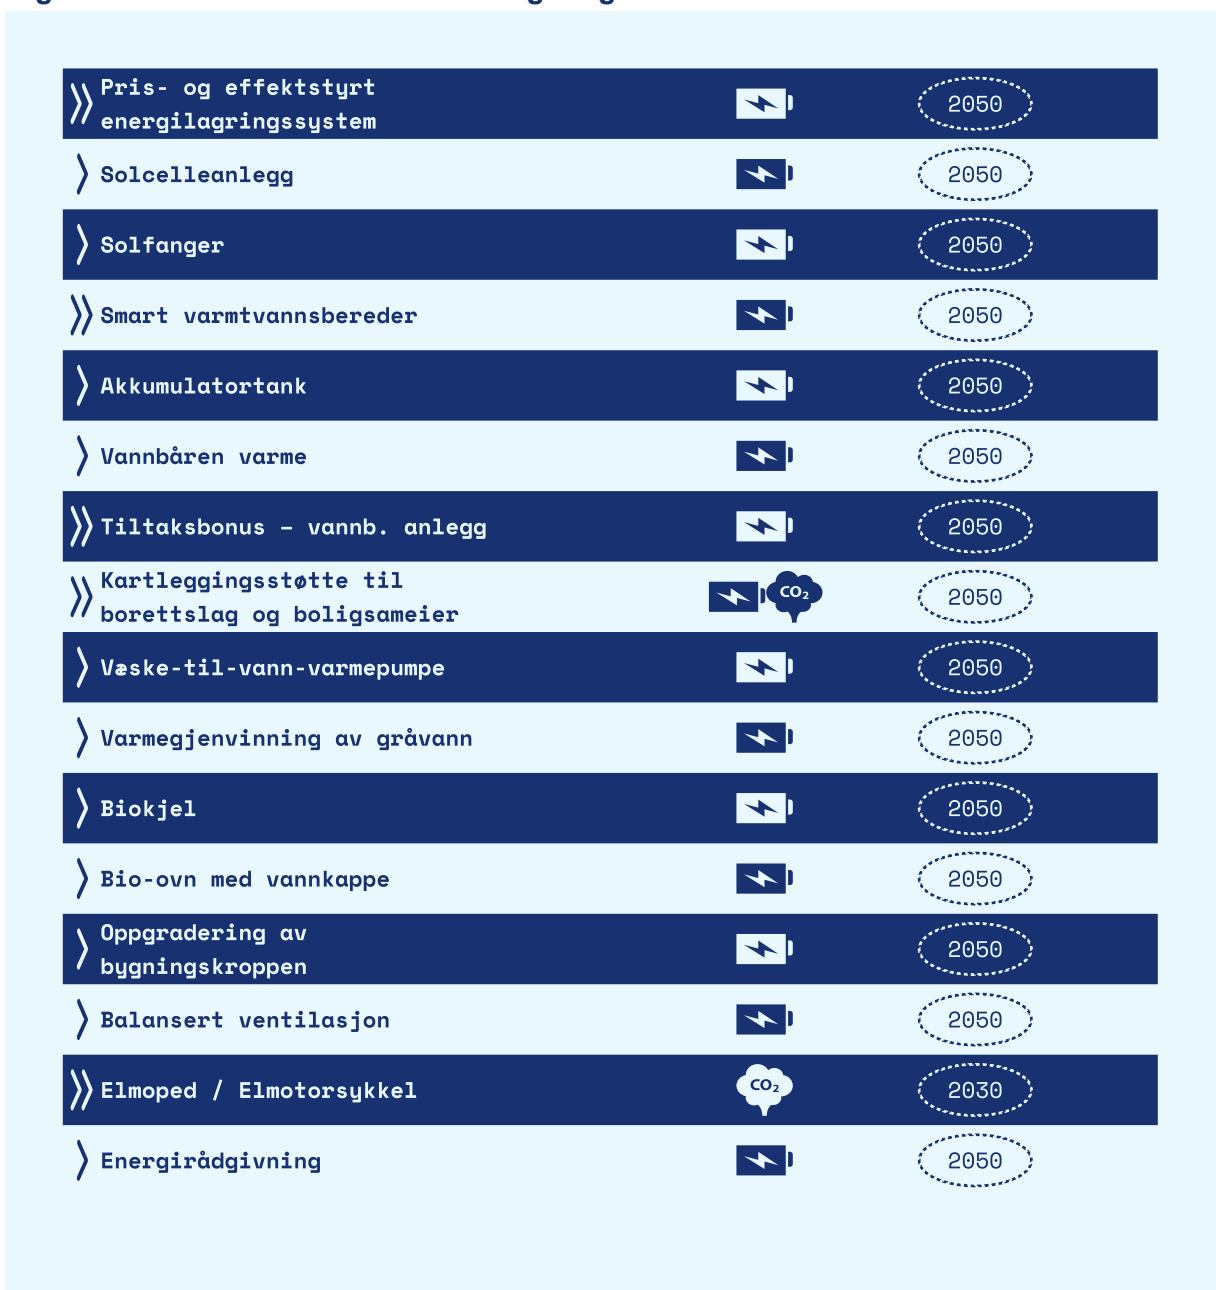 Pris- og effektstyrt
energilagringssystem
2050
Solcelleanlegg
2050
Solfanger
2050
Smart varmtvannsbereder
2050
Akkumulatortank
2050
Vannbåren varme
2050
Tiltaksbonus – vannb. anlegg
2050
Kartleggingsstøtte til
borettslag og boligsameier
CO₂
2050
Væske-til-vann-varmepumpe
2050
Varmegjenvinning av gråvann
2050
Biokjel
2050
Bio-ovn med vannkappe
2050
Oppgradering av
bygningskroppen
2050
Balansert ventilasjon
2050
Elmoped / Elmotorsykkel
CO₂
2030
Energirådgivning
2050